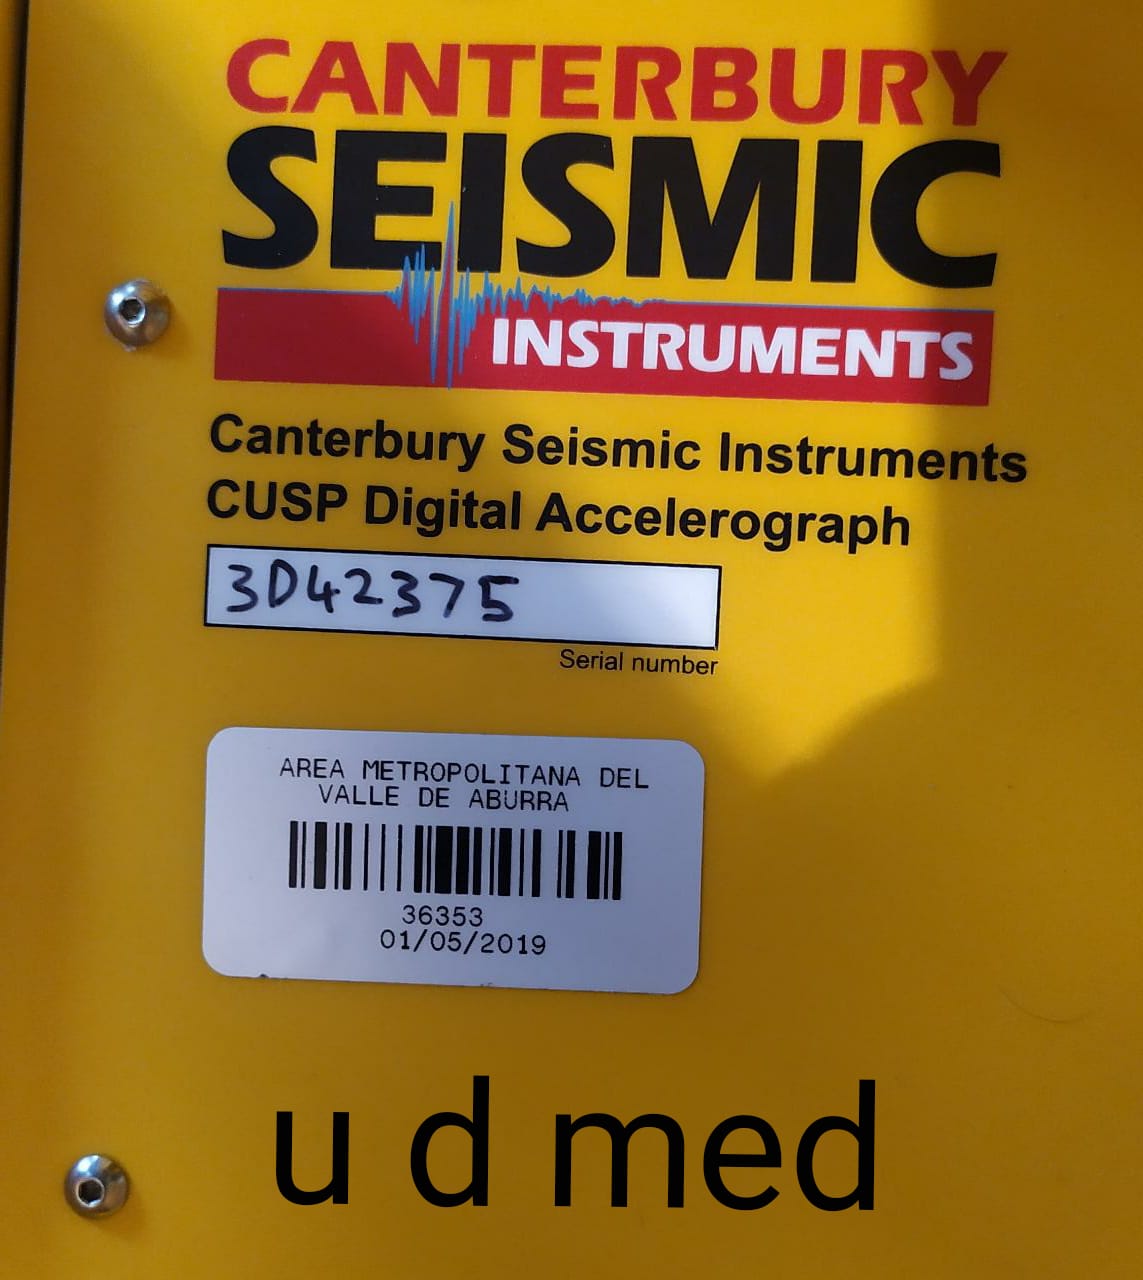 CANTERBURY
SEISMIC
INSTRUMENTS
Canterbury Seismic Instruments
CUSP Digital Accelerograph
3D42375
Serial number
AREA METROPOLITANA DEL
VALLE DE ABURRA
36353
01/05/2019
u d med